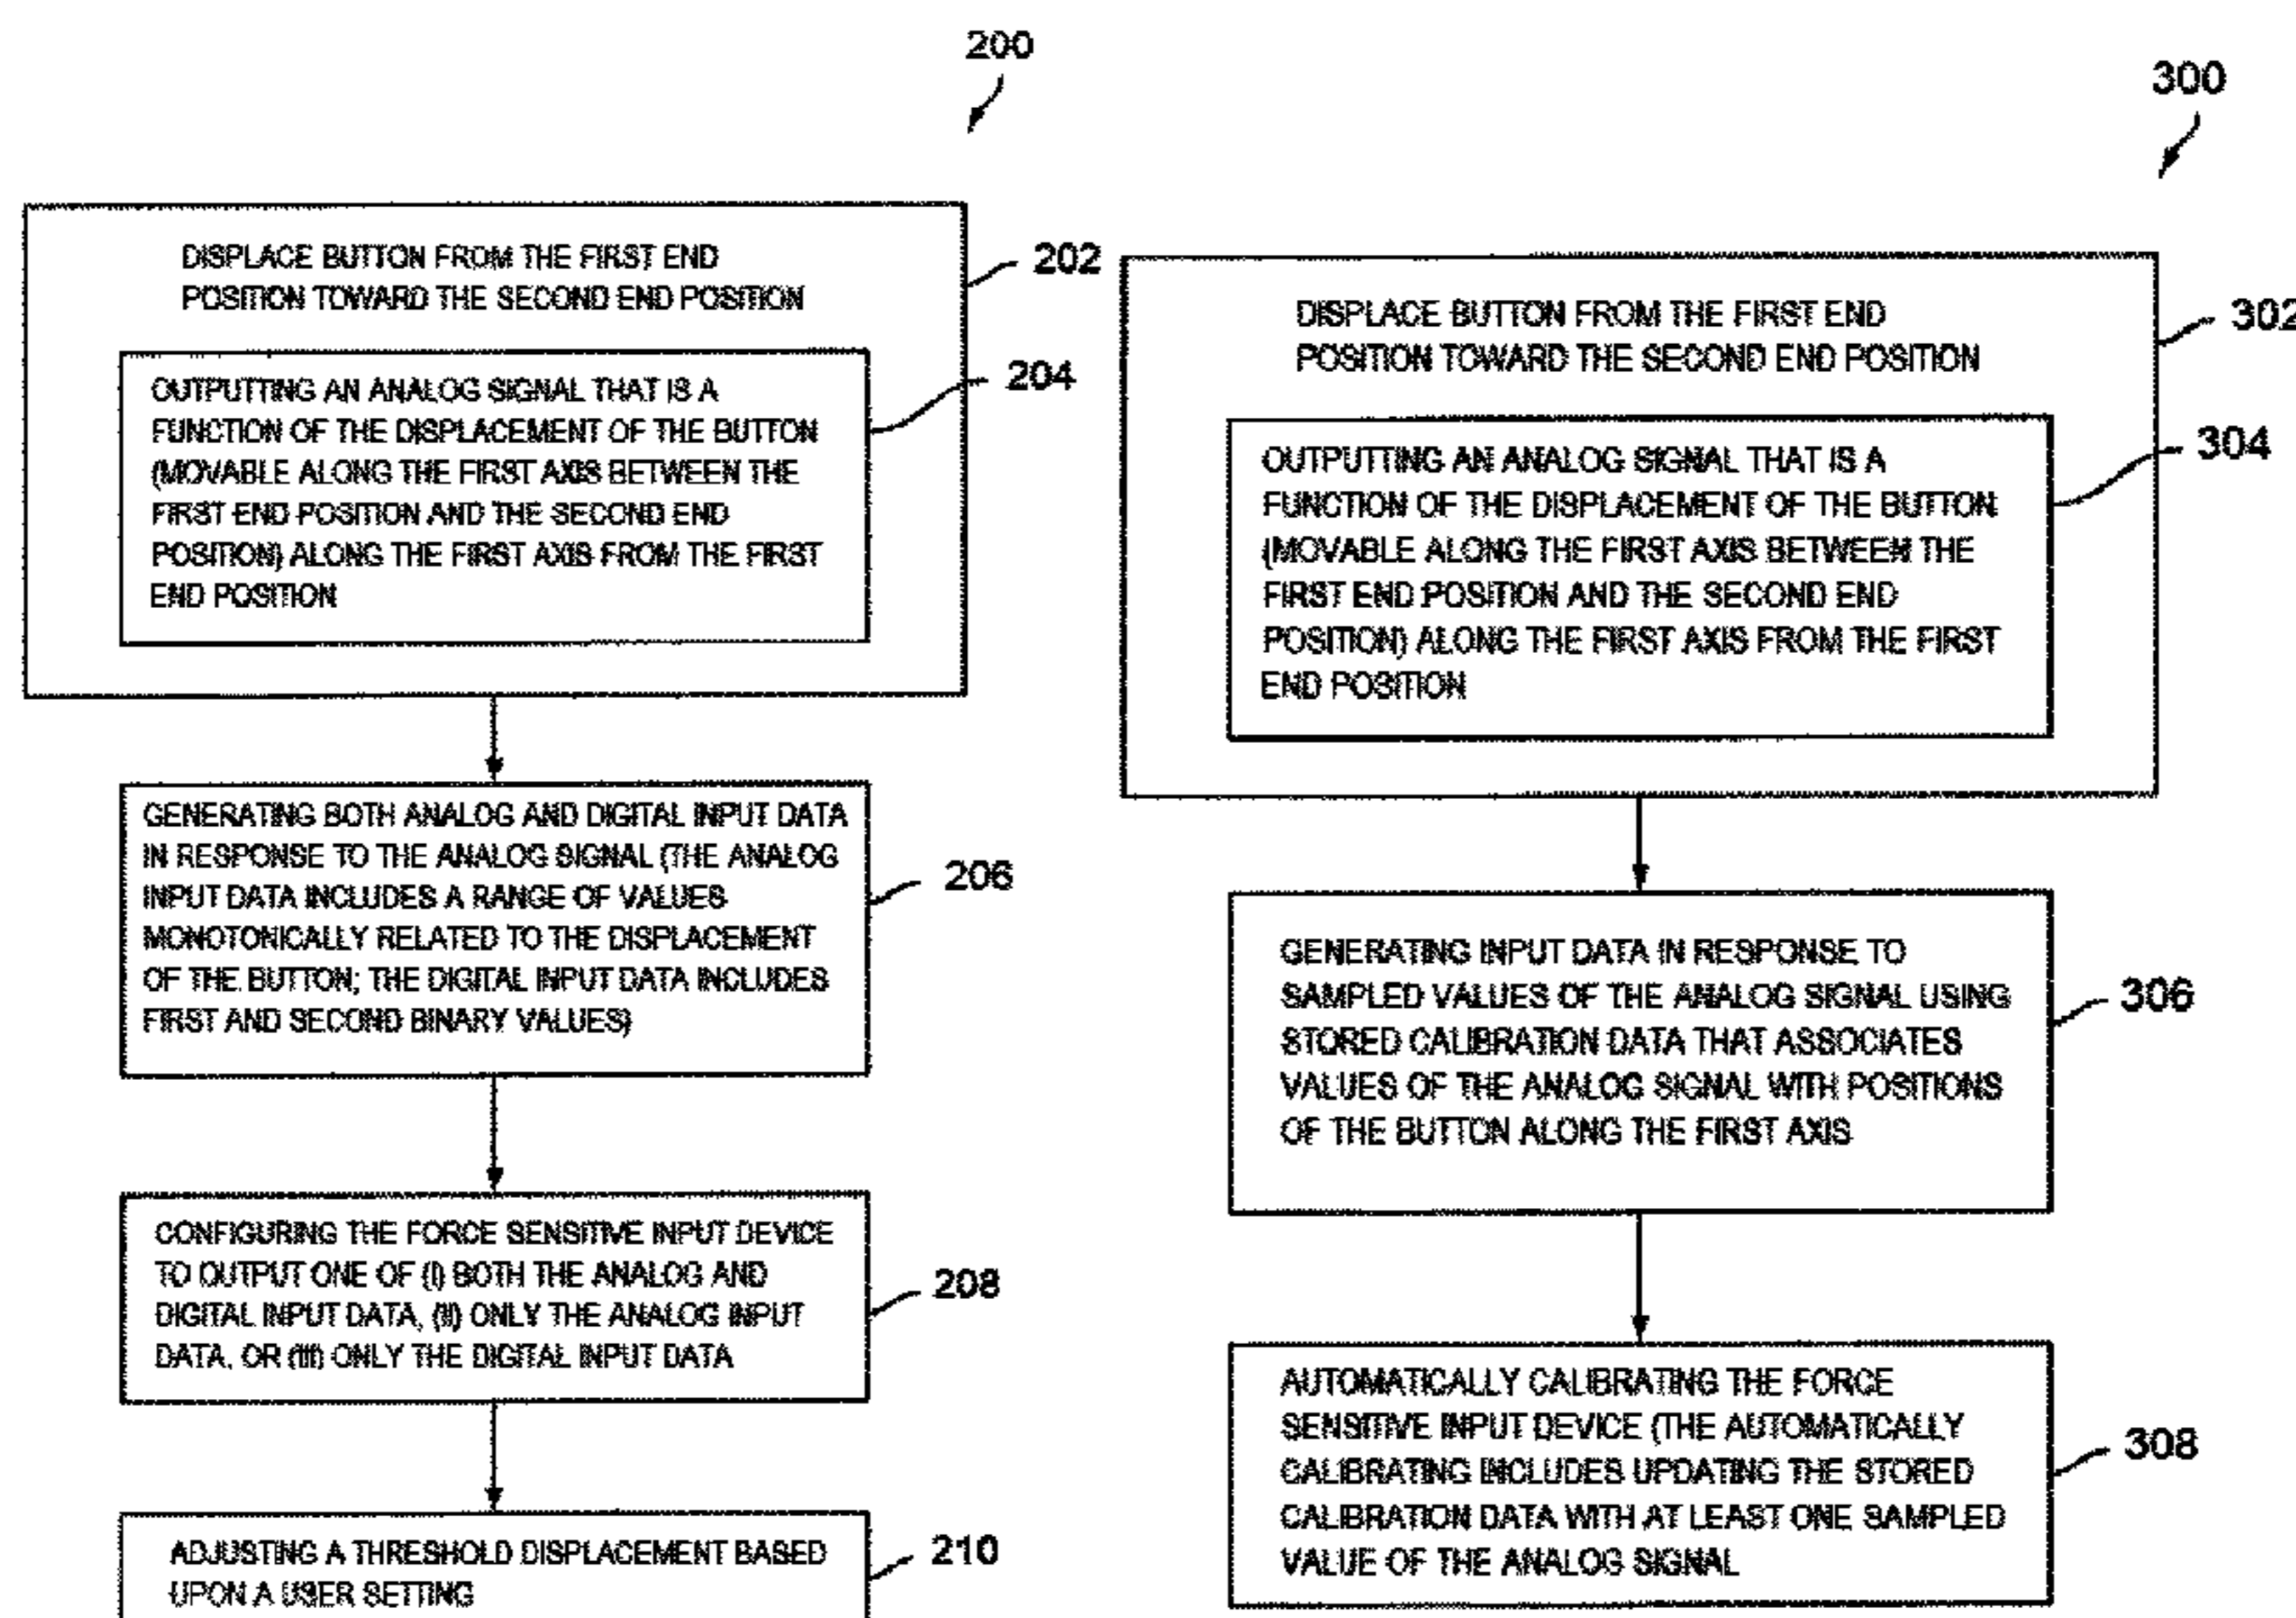 200
DISPLACE BUTTON FROM THE FIRST END
POSITION TOWARD THE SECOND END POSITION
202
OUTPUTTING AN ANALOG SIGNAL THAT IS A
FUNCTION OF THE DISPLACEMENT OF THE BUTTON
(MOVABLE ALONG THE FIRST AXIS BETWEEN THE
FIRST END POSITION AND THE SECOND END
POSITION) ALONG THE FIRST AXIS FROM THE FIRST
END POSITION
204
GENERATING BOTH ANALOG AND DIGITAL INPUT DATA
IN RESPONSE TO THE ANALOG SIGNAL (THE ANALOG
INPUT DATA INCLUDES A RANGE OF VALUES
MONOTONICALLY RELATED TO THE DISPLACEMENT
OF THE BUTTON; THE DIGITAL INPUT DATA INCLUDES
FIRST AND SECOND BINARY VALUES)
206
CONFIGURING THE FORCE SENSITIVE INPUT DEVICE
TO OUTPUT ONE OF (I) BOTH THE ANALOG AND
DIGITAL INPUT DATA, (II) ONLY THE ANALOG INPUT
DATA, OR (III) ONLY THE DIGITAL INPUT DATA
208
ADJUSTING A THRESHOLD DISPLACEMENT BASED
UPON A USER SETTING
210
300
DISPLACE BUTTON FROM THE FIRST END
POSITION TOWARD THE SECOND END POSITION
302
OUTPUTTING AN ANALOG SIGNAL THAT IS A
FUNCTION OF THE DISPLACEMENT OF THE BUTTON
(MOVABLE ALONG THE FIRST AXIS BETWEEN THE
FIRST END POSITION AND THE SECOND END
POSITION) ALONG THE FIRST AXIS FROM THE FIRST
END POSITION
304
GENERATING INPUT DATA IN RESPONSE TO
SAMPLED VALUES OF THE ANALOG SIGNAL USING
STORED CALIBRATION DATA THAT ASSOCIATES
VALUES OF THE ANALOG SIGNAL WITH POSITIONS
OF THE BUTTON ALONG THE FIRST AXIS
306
AUTOMATICALLY CALIBRATING THE FORCE
SENSITIVE INPUT DEVICE (THE AUTOMATICALLY
CALIBRATING INCLUDES UPDATING THE STORED
CALIBRATION DATA WITH AT LEAST ONE SAMPLED
VALUE OF THE ANALOG SIGNAL
308